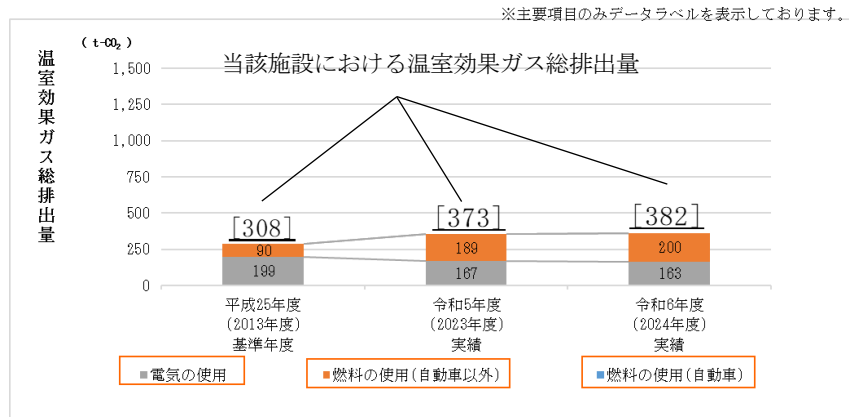 ※主要項目のみデータラベルを表示しております。
(t-CO₂)
温室効果ガス総排出量
当該施設における温室効果ガス総排出量
1,500
1,250
1,000
750
500
250
0
[308]
[373]
[382]
90
189
200
199
167
163
平成25年度
(2013年度)
基準年度
令和5年度
(2023年度)
実績
令和6年度
(2024年度)
実績
■電気の使用
■燃料の使用(自動車以外)
■燃料の使用(自動車)